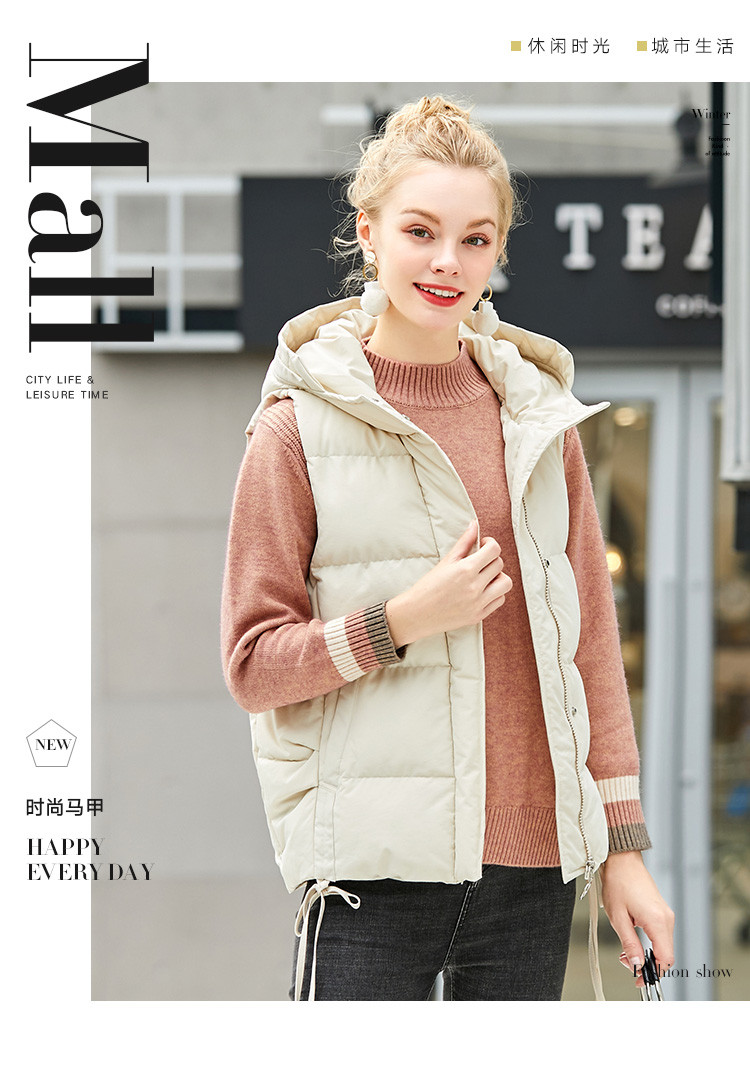 休闲时光 城市生活
Mall
Winter
TEA
CITY LIFE &
LEISURE TIME
NEW
时尚马甲
HAPPY
EVERY DAY
Fashion show